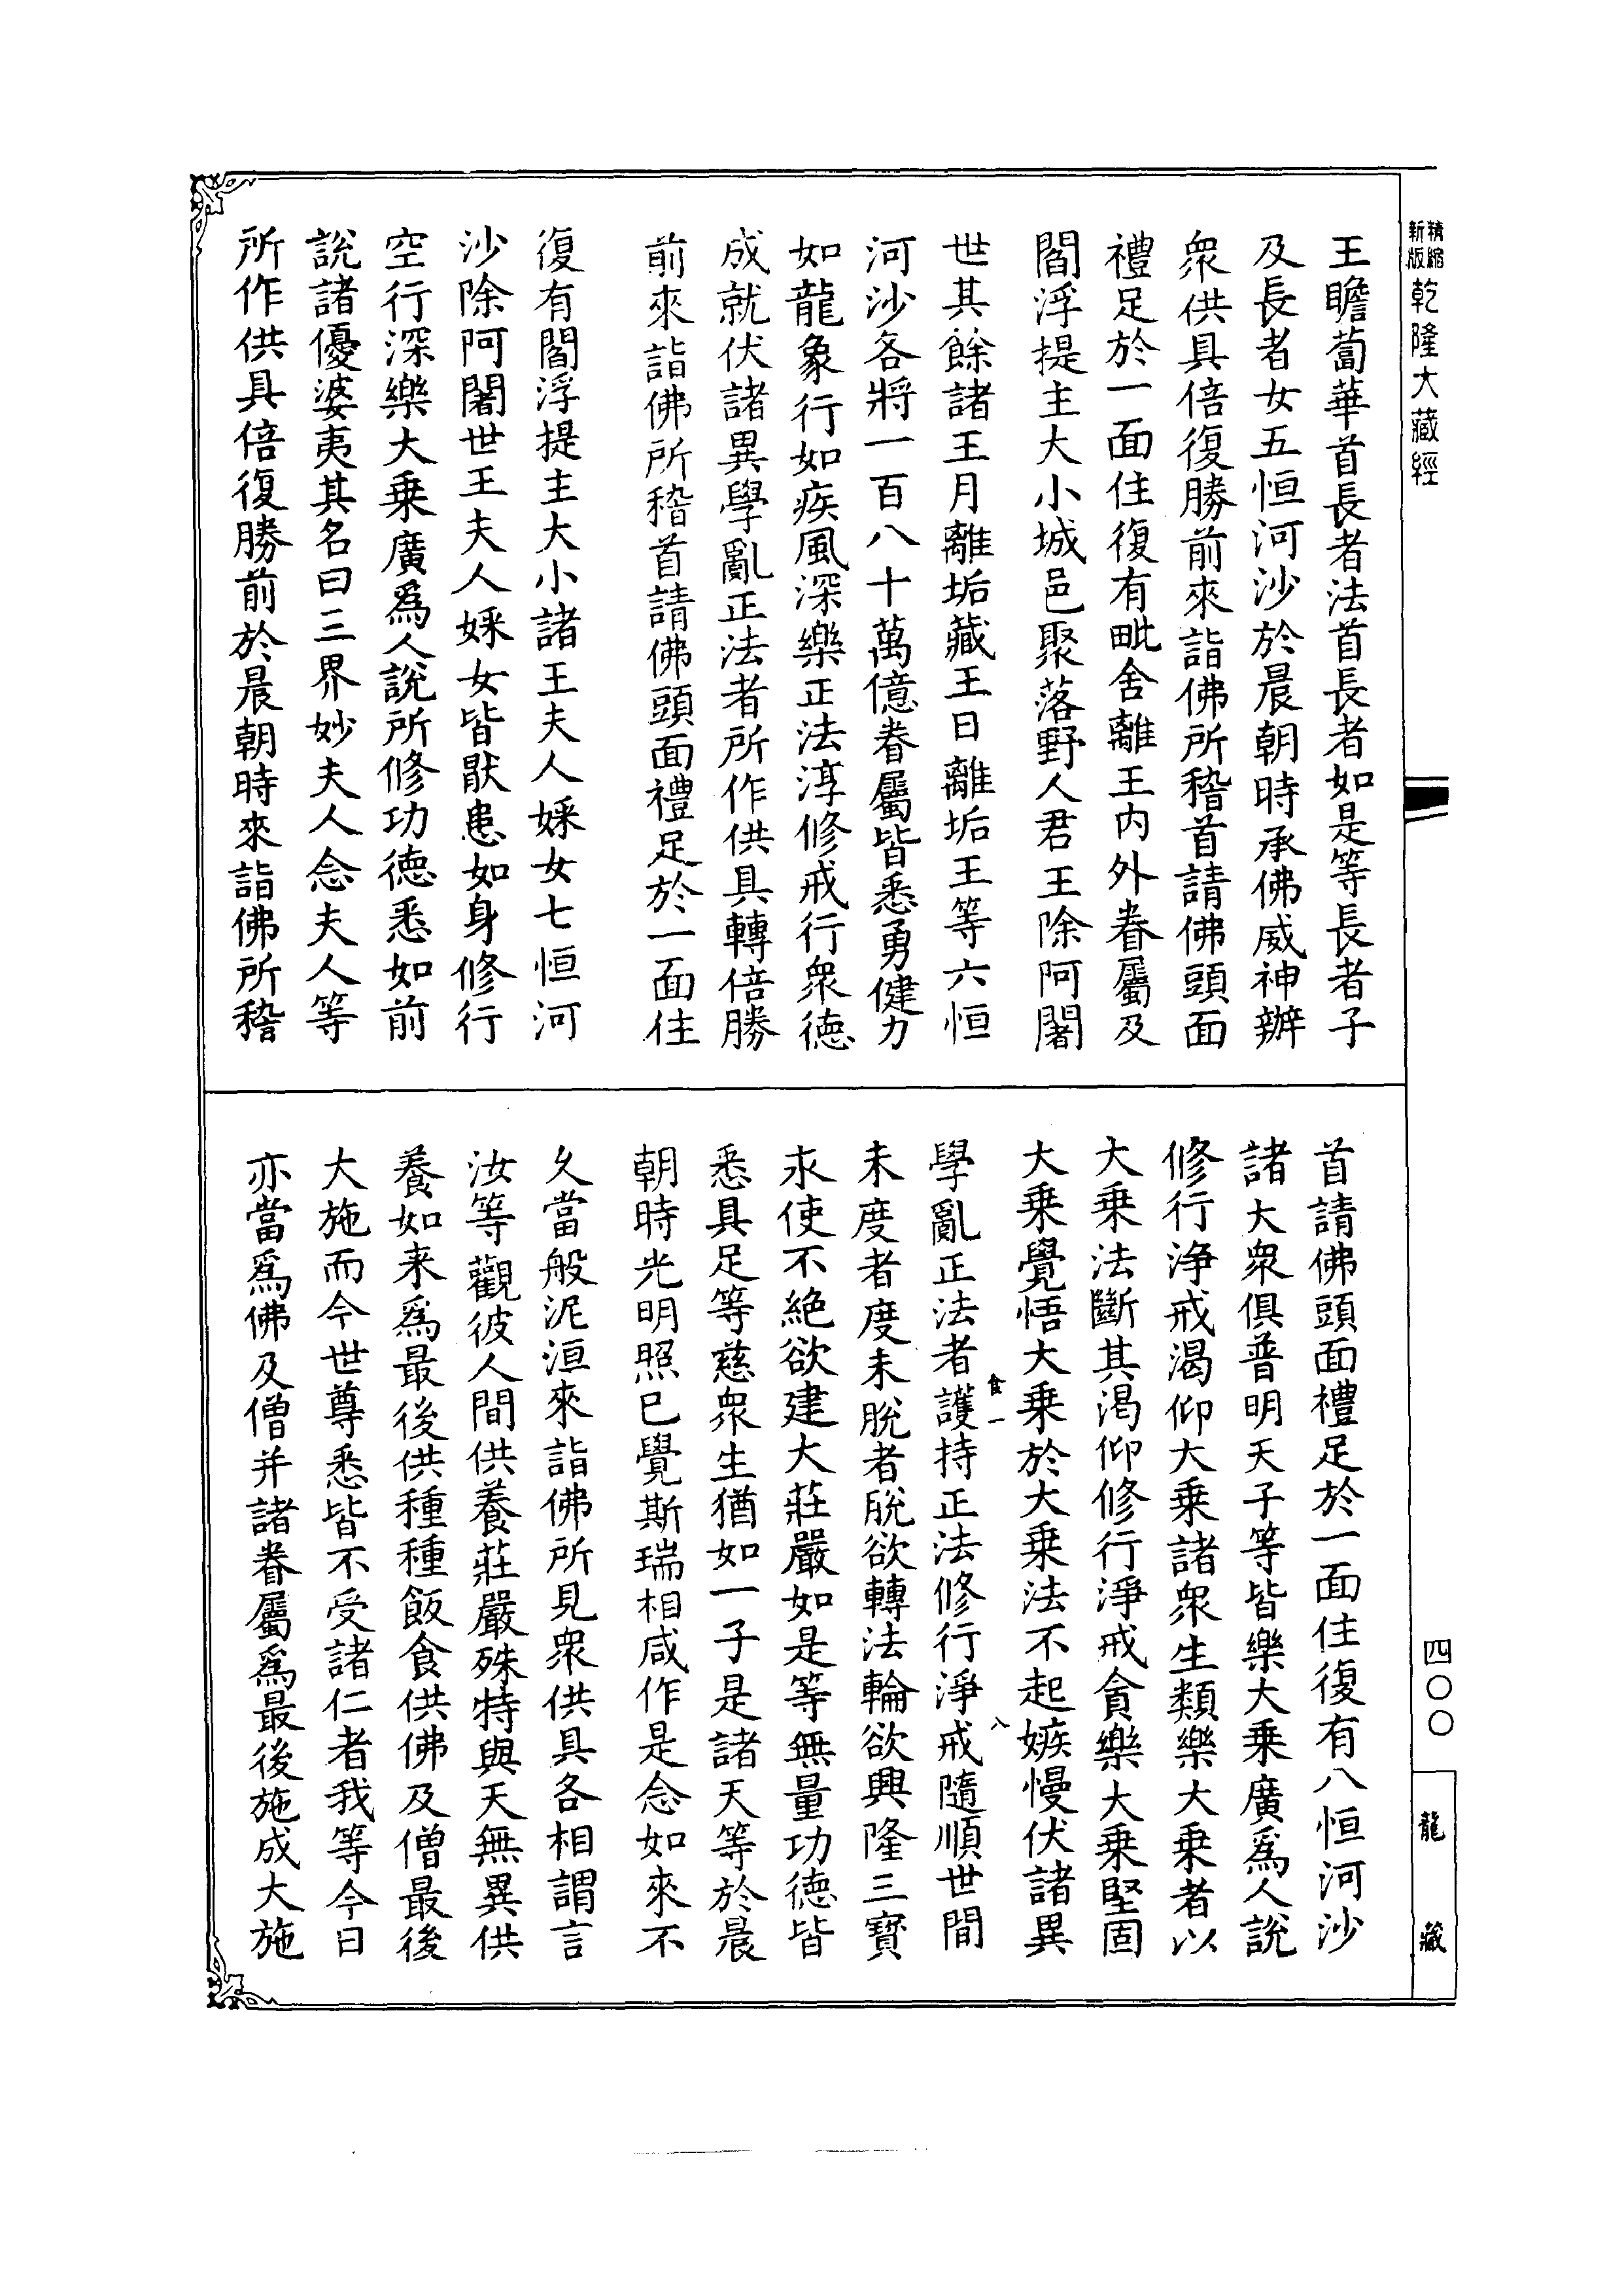 精縮新版乾隆大藏經
王瞻蔔華首長者法首長者如是等長者子
及長者女五恒河沙於晨朝時承佛威神辦
衆供具倍復勝前來詣佛所稽首請佛頭面
禮足於一面住復有毗舍離王内外眷屬及
閻浮提主大小城邑聚落野人君王除阿闍
世其餘諸王月離垢藏王日離垢王等六恒
河沙各將一百八十萬億眷屬皆悉勇健力
如龍象行如疾風深樂正法淳修戒行衆德
成就伏諸異學亂正法者所作供具轉倍勝
前來詣佛所稽首請佛頭面禮足於一面住
復有閻浮提主大小諸王夫人婇女七恒河
沙除阿闍世王夫人婇女皆猒患如身修行
空行深樂大乗廣爲人說所修功德悉如前
說諸優婆夷其名曰三界妙夫人念夫人等
所作供具倍復勝前於晨朝時來詣佛所稽
首請佛頭面禮足於一面住復有八恒河沙
諸大衆俱普明天子等皆樂大乗廣爲人說
修行浄戒渴仰大乗諸衆生類樂大乗者以
大乗法斷其渴仰修行淨戒貪樂大乗堅固
大乗覺悟大乗於大乗法不起嫉慢伏諸異
學亂正法者護持正法修行淨戒隨順世間
食一
八
未度者度未脫者脫欲轉法輪欲興隆三寳
求使不絶欲建大莊嚴如是等無量功德皆
悉具足等慈衆生猶如一子是諸天等於晨
朝時光明照已覺斯瑞相咸作是念如來不
久當般泥洹來詣佛所見衆供具各相謂言
汝等觀彼人間供養莊嚴殊特與天無異供
養如来爲最後供種種飯食供佛及僧最後
大施而今世尊悉皆不受諸仁者我等今日
亦當爲佛及僧并諸眷屬爲最後施成大施
四〇〇
龍藏